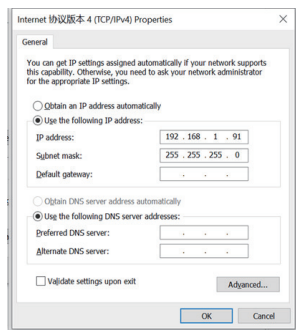 Internet 协议版本 4 (TCP/IPv4) Properties
General
You can get IP settings assigned automatically if your network supports
this capability. Otherwise, you need to ask your network administrator
for the appropriate IP settings.
Obtain an IP address automatically
Use the following IP address:
IP address: 192 . 168 . 1 . 91
Subnet mask: 255 . 255 . 255 . 0
Default gateway: . . .
Obtain DNS server address automatically
Use the following DNS server addresses:
Preferred DNS server: . . .
Alternate DNS server: . . .
Validate settings upon exit
Advanced...
OK Cancel